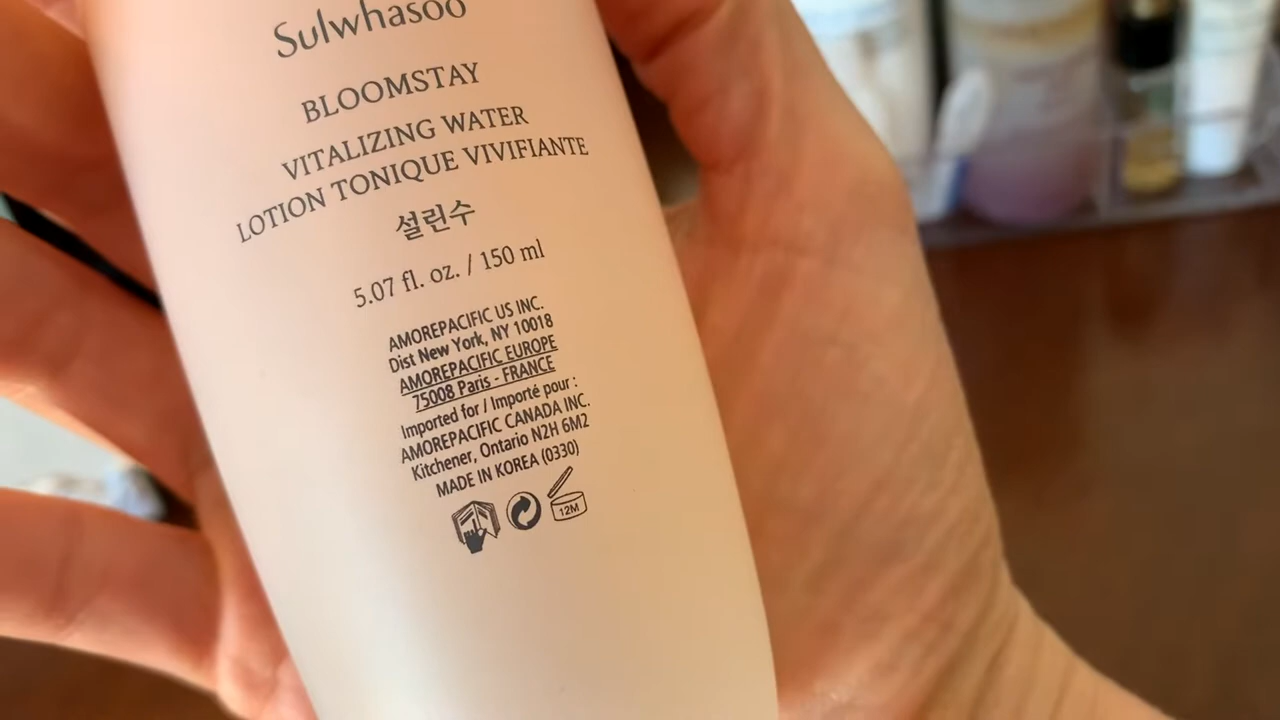 Sulwhasoo
BLOOMSTAY
VITALIZING WATER
LOTION TONIQUE VIVIFIANTE
설린수
5.07 fl. oz. / 150 ml
AMOREPACIFIC US INC.
Dist New York, NY 10018
AMOREPACIFIC EUROPE
75008 Paris - FRANCE
Imported for / Importé pour :
AMOREPACIFIC CANADA INC.
Kitchener, Ontario N2H 6M2
MADE IN KOREA (0330)
12M